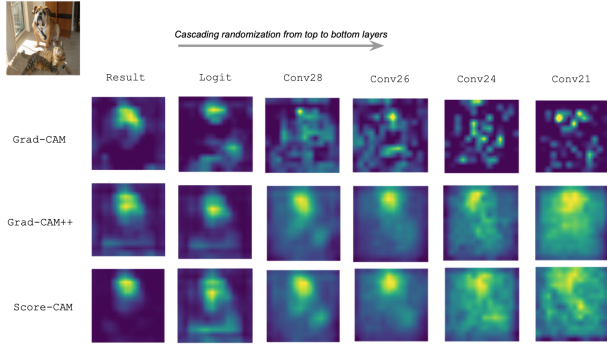 Cascading randomization from top to bottom layers
Result Logit Conv28 Conv26 Conv24 Conv21
Grad-CAM
Grad-CAM++
Score-CAM